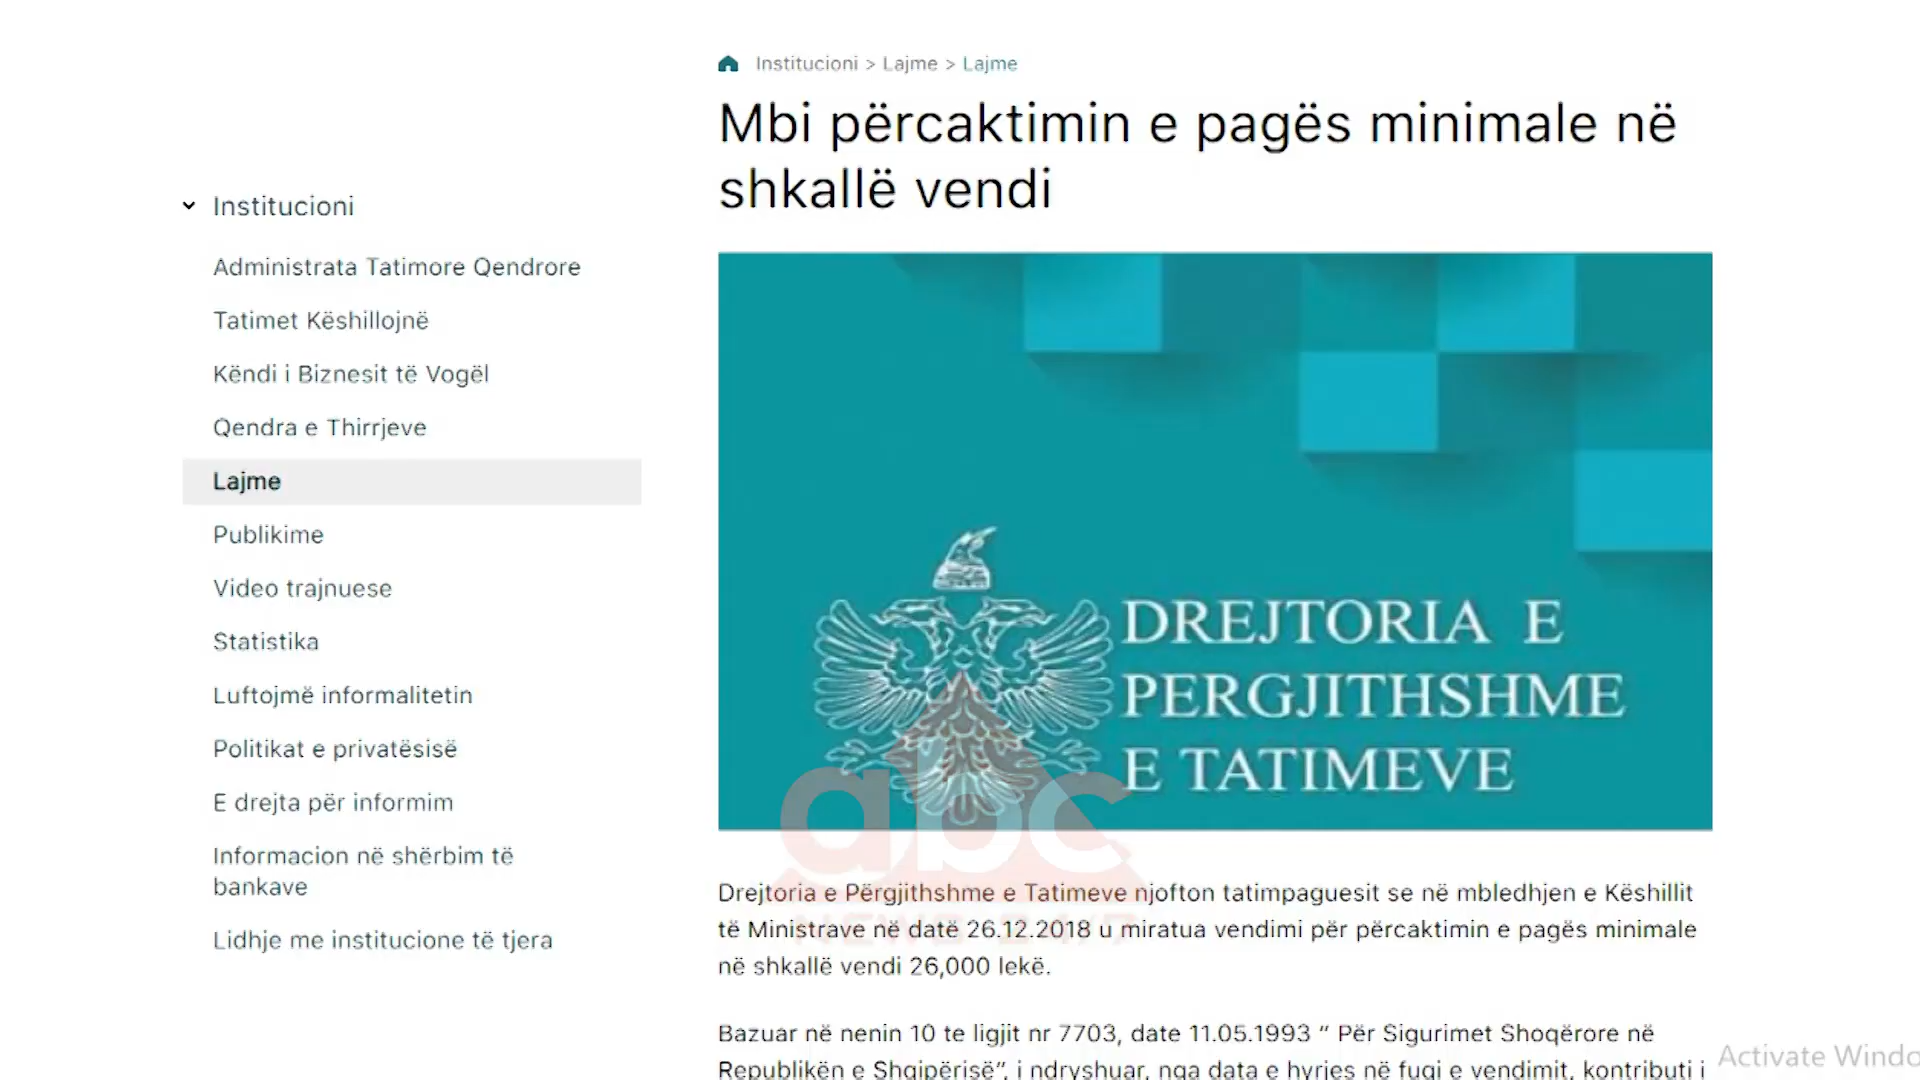 Institucioni > Lajme > Lajme
Mbi përcaktimin e pagës minimale në
shkallë vendi
Institucioni
Administrata Tatimore Qendrore
Tatimet Këshillojnë
Këndi i Biznesit të Vogël
Qendra e Thirrjeve
Lajme
Publikime
Video trajnuese
Statistika
Luftojmë informalitetin
Politikat e privatësisë
E drejta për informim
Informacion në shërbim të
bankave
Lidhje me institucione të tjera
DREJTORIA E
PERGJITHSHME
E TATIMEVE
abc
NEWS 24/7
Drejtoria e Përgjithshme e Tatimeve njofton tatimpaguesit se në mbledhjen e Këshillit
të Ministrave në datë 26.12.2018 u miratua vendimi për përcaktimin e pagës minimale
në shkallë vendi 26,000 lekë.
Bazuar në nenin 10 te ligjit nr 7703, date 11.05.1993 “ Për Sigurimet Shoqërore në
Republikën e Shqipërisë”, i ndryshuar, nga data e hyrjes në fuqi e vendimit, kontributi i
Activate Windo